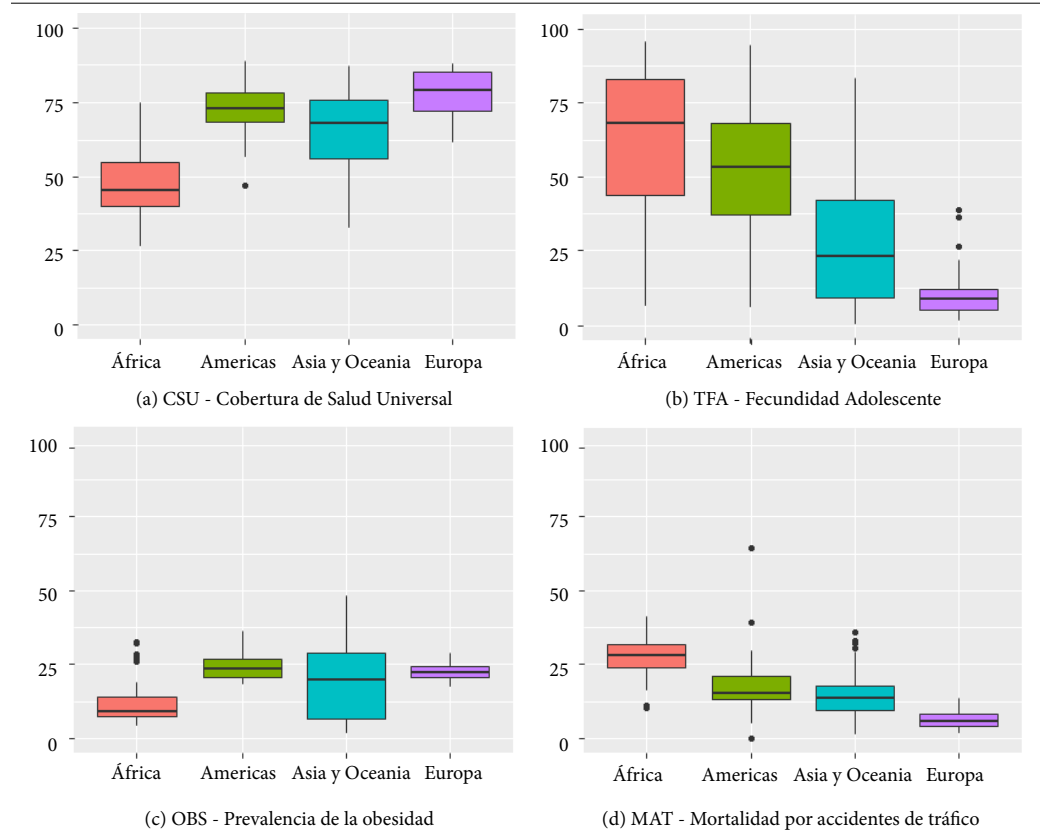 100
75
50
25
0
África Americas Asia y Oceania Europa
(a) CSU - Cobertura de Salud Universal
100
75
50
25
0
África Americas Asia y Oceania Europa
(b) TFA - Fecundidad Adolescente
100
75
50
25
0
África Americas Asia y Oceania Europa
(c) OBS - Prevalencia de la obesidad
100
75
50
25
0
África Americas Asia y Oceania Europa
(d) MAT - Mortalidad por accidentes de tráfico